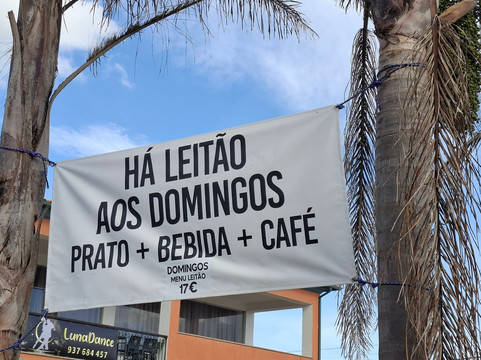 HÁ LEITÃO
AOS DOMINGOS
PRATO + BEBIDA + CAFÉ
DOMINGOS
MENU LEITÃO
17€
LunaDance
937 684 457